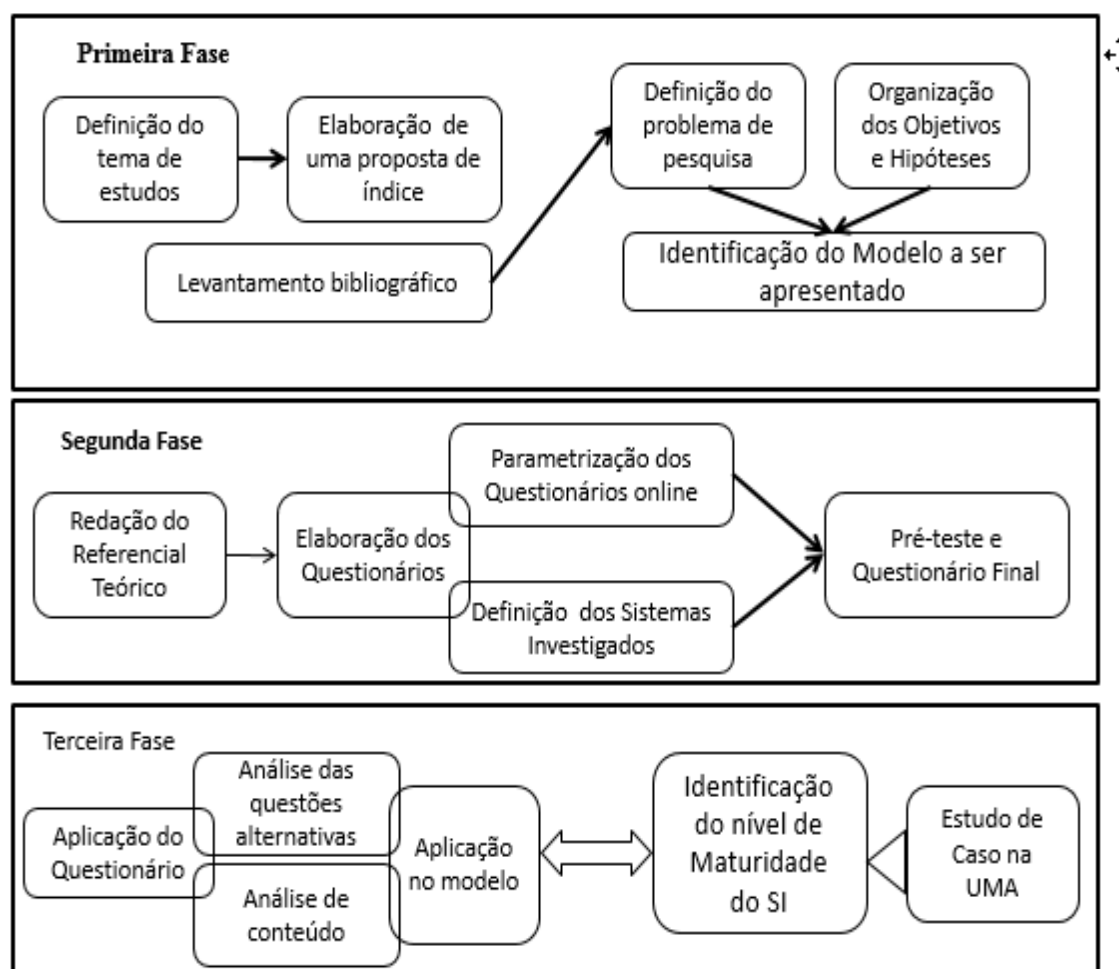 Primeira Fase
Definição do
tema de
estudos
Elaboração de
uma proposta de
índice
Levantamento bibliográfico
Definição do
problema de
pesquisa
Organização
dos Objetivos
e Hipóteses
Identificação do Modelo a ser
apresentado
Segunda Fase
Redação do
Referencial
Teórico
Elaboração dos
Questionários
Parametrização dos
Questionários online
Definição dos Sistemas
Investigados
Pré-teste e
Questionário Final
Terceira Fase
Aplicação do
Questionário
Análise das
questões
alternativas
Análise de
conteúdo
Aplicação
no modelo
Identificação
do nível de
Maturidade
do SI
Estudo de
Caso na
UMA